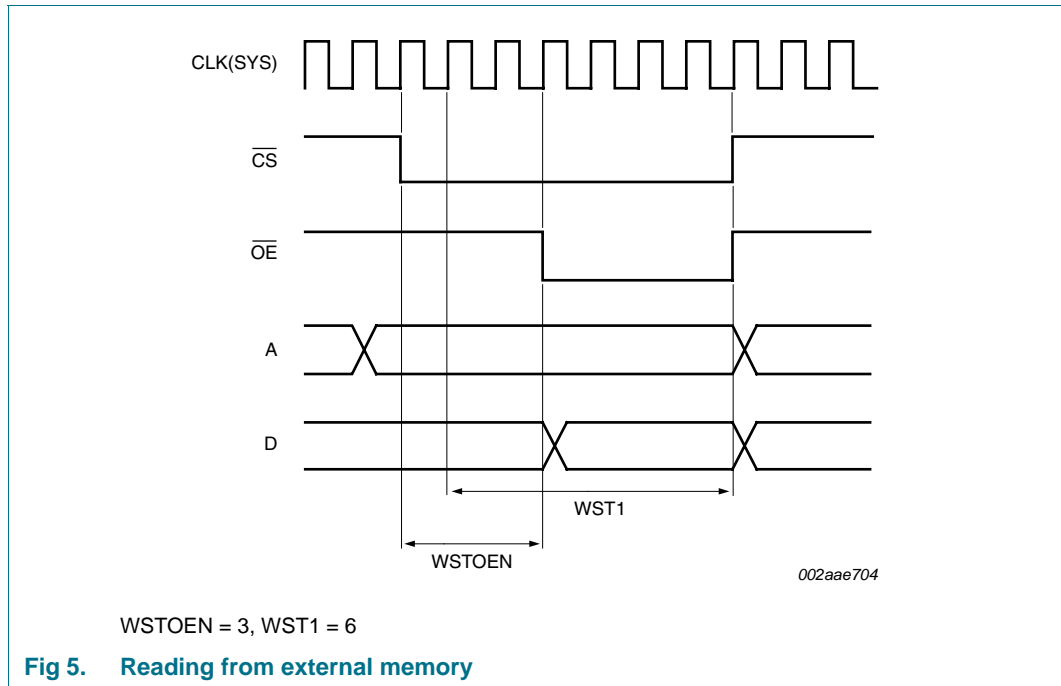 CLK(SYS)
CS
OE
A
D
WST1
WSTOEN
002aae704
WSTOEN = 3, WST1 = 6
Fig 5. Reading from external memory